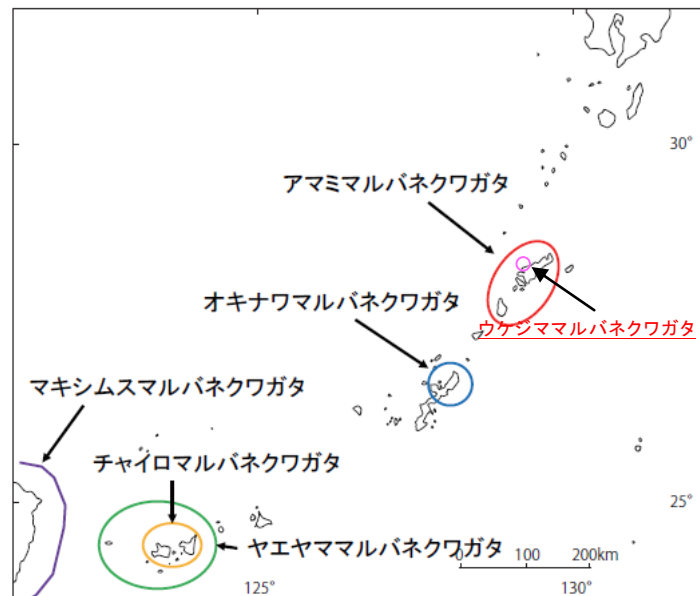 30°
アマミマルバネクワガタ
オキナワマルバネクワガタ
ウケジママルバネクワガタ
マキシムスマルバネクワガタ
チャイロマルバネクワガタ
25°
ヤエヤママルバネクワガタ
0 100 200km
125° 130°